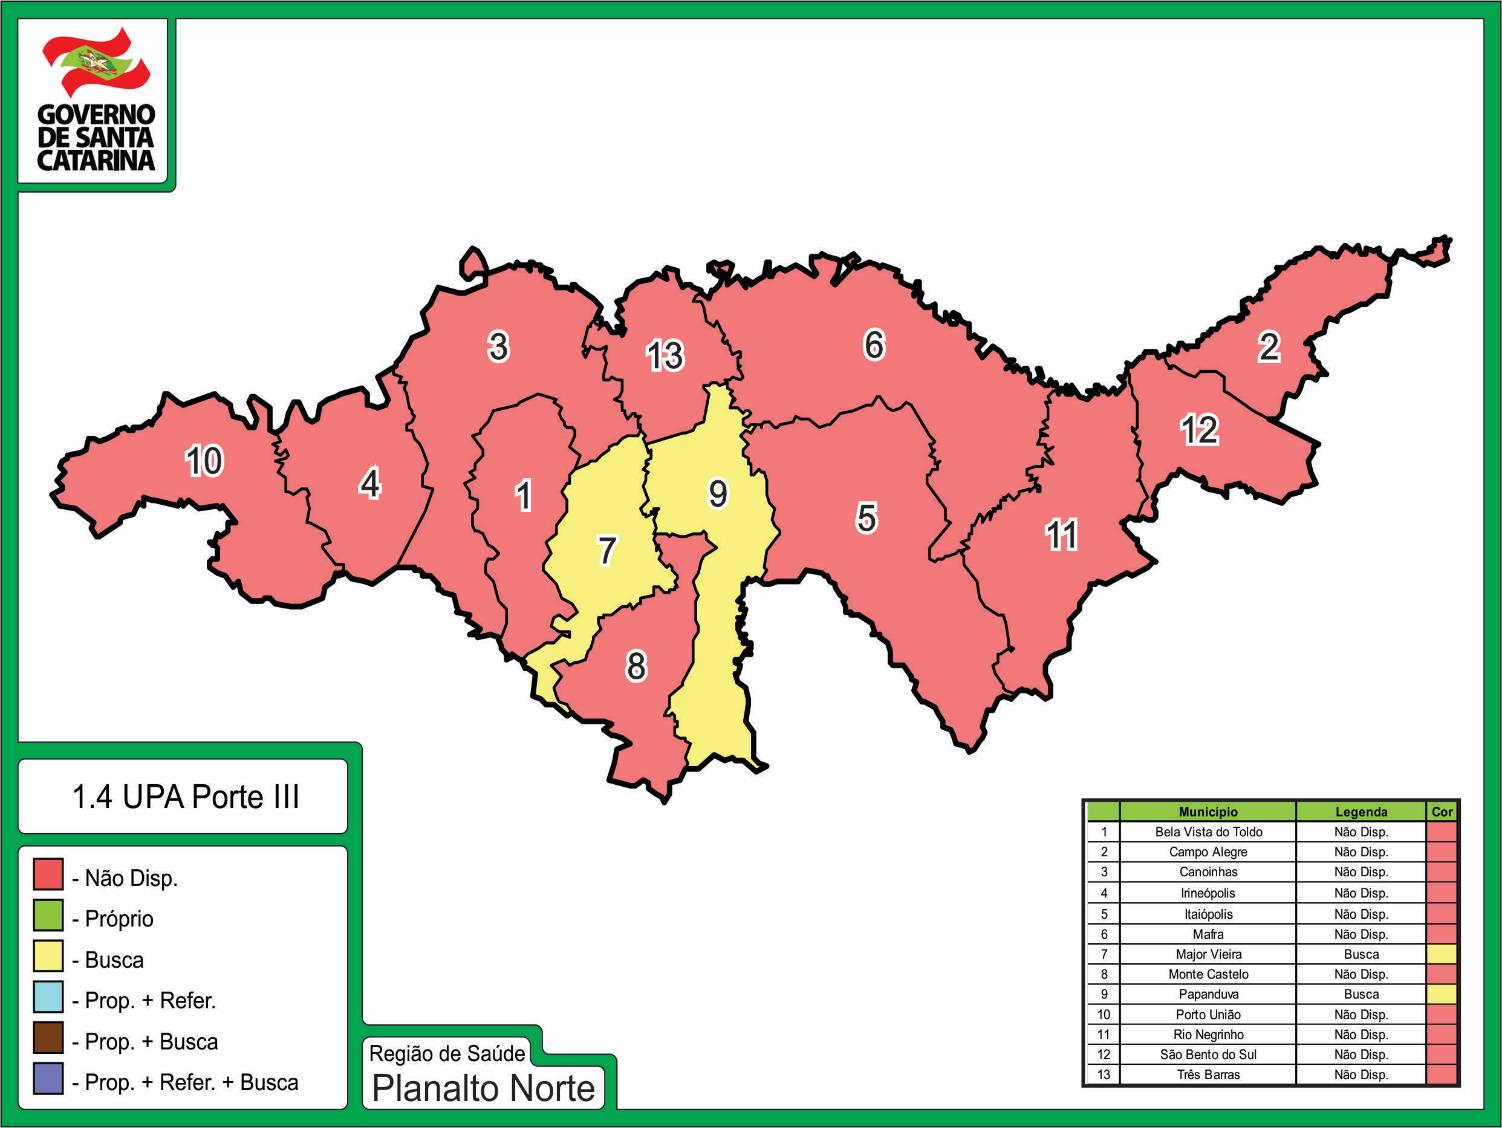 GOVERNO
DE SANTA
CATARINA
3
13
6
2
10
4
1
9
12
5
11
7
8
1.4 UPA Porte III
- Não Disp.
- Próprio
- Busca
- Prop. + Refer.
- Prop. + Busca
- Prop. + Refer. + Busca
Região de Saúde
Planalto Norte
Município Legenda Cor
1 Bela Vista do Toldo Não Disp.
2 Campo Alegre Não Disp.
3 Canoinhas Não Disp.
4 Irineópolis Não Disp.
5 Itaiópolis Não Disp.
6 Mafra Não Disp.
7 Major Vieira Busca
8 Monte Castelo Não Disp.
9 Papanduva Busca
10 Porto União Não Disp.
11 Rio Negrinho Não Disp.
12 São Bento do Sul Não Disp.
13 Três Barras Não Disp.